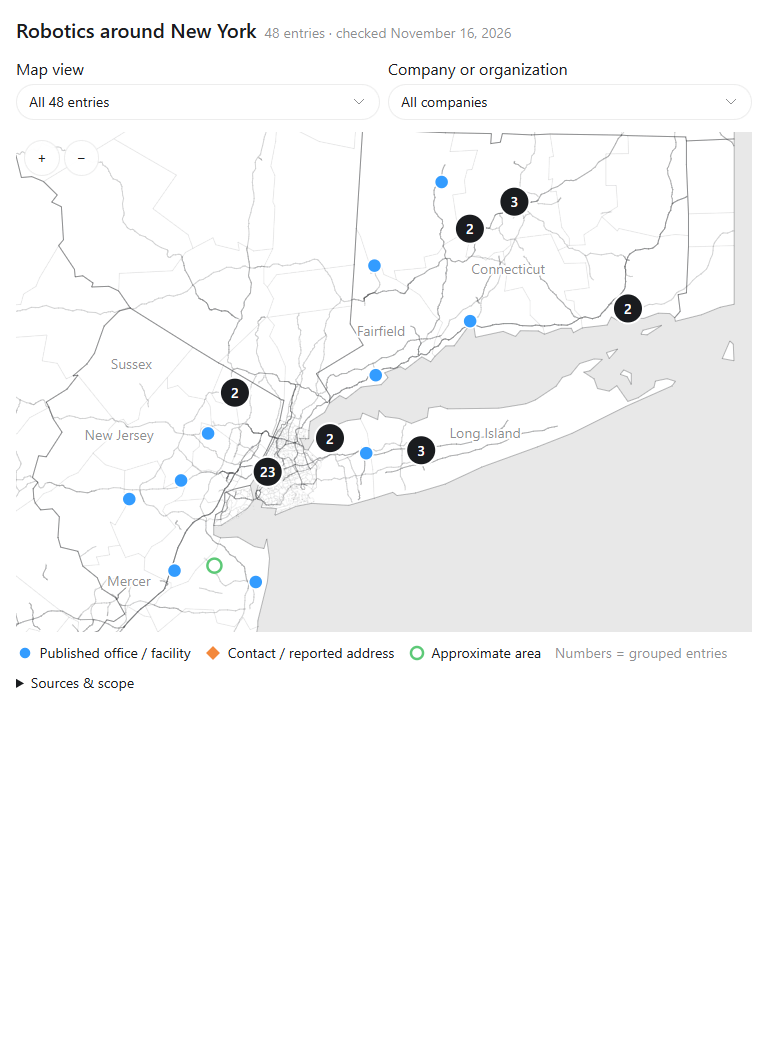 Robotics around New York 48 entries · checked November 16, 2026
Map view
Company or organization
All 48 entries
All companies
+ −
3
2
Connecticut
2
Fairfield
Sussex
2
New Jersey
2
Long Island
3
23
Mercer
Published office / facility Contact / reported address Approximate area Numbers = grouped entries
Sources & scope